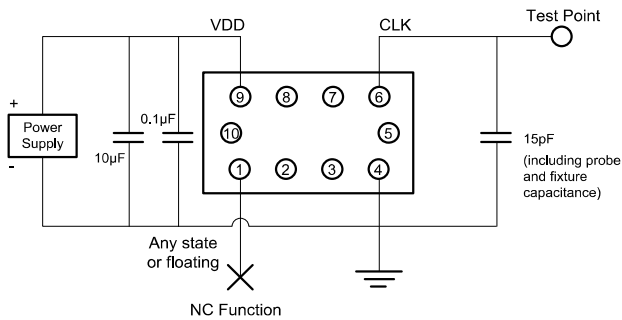 Test Point
VDD
CLK
9
8
7
6
+
0.1µF
Power
Supply
10
5
15pF
10µF
-
(including probe
and fixture
capacitance)
1
2
3
4
Any state
or floating
NC Function